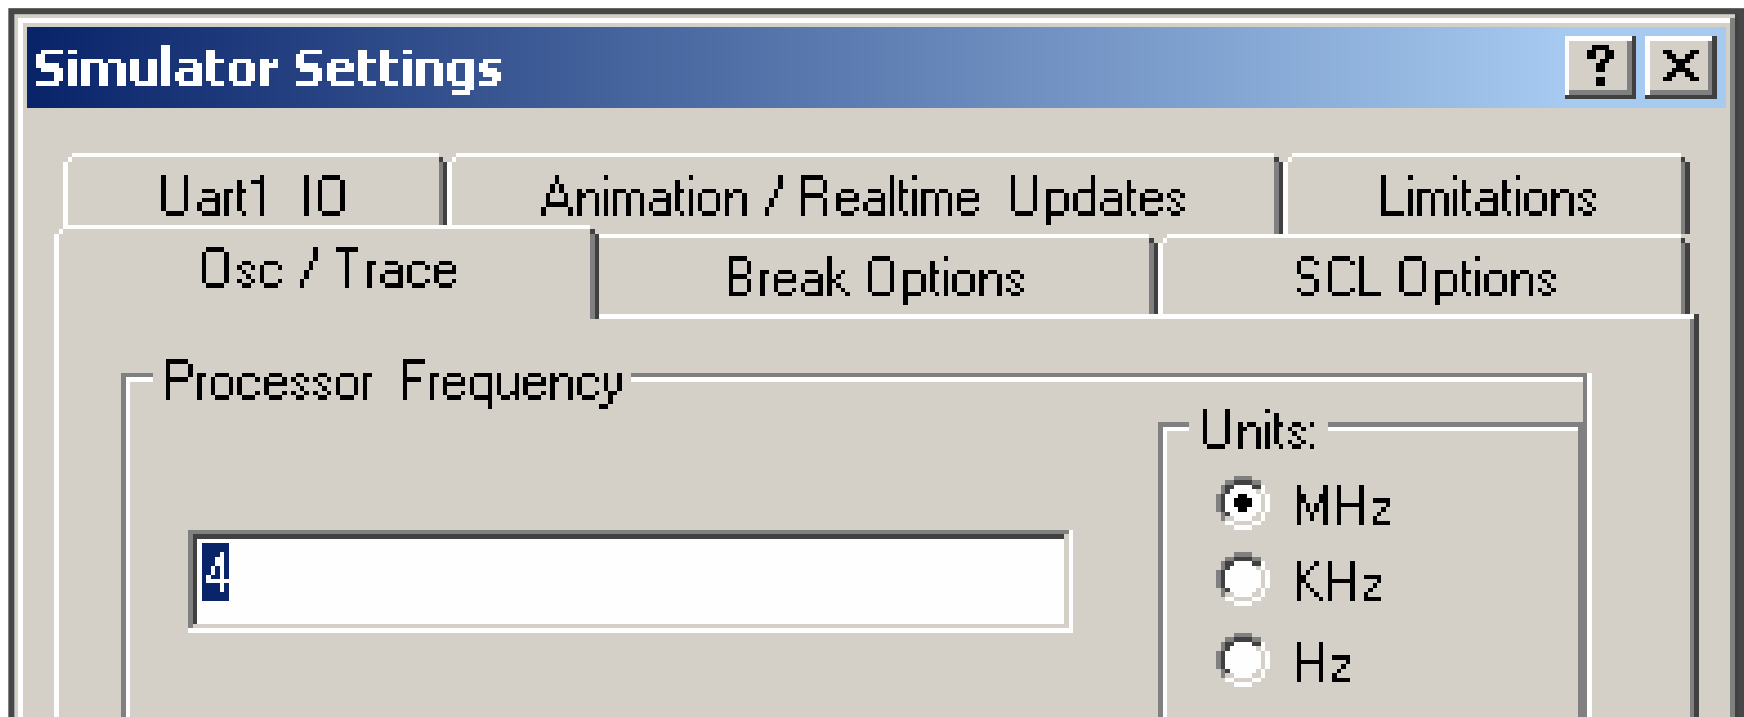 Simulator Settings
Uart1 IO Animation / Realtime Updates Limitations
Osc / Trace Break Options SCL Options
Processor Frequency
Units:
MHz
4
KHz
Hz